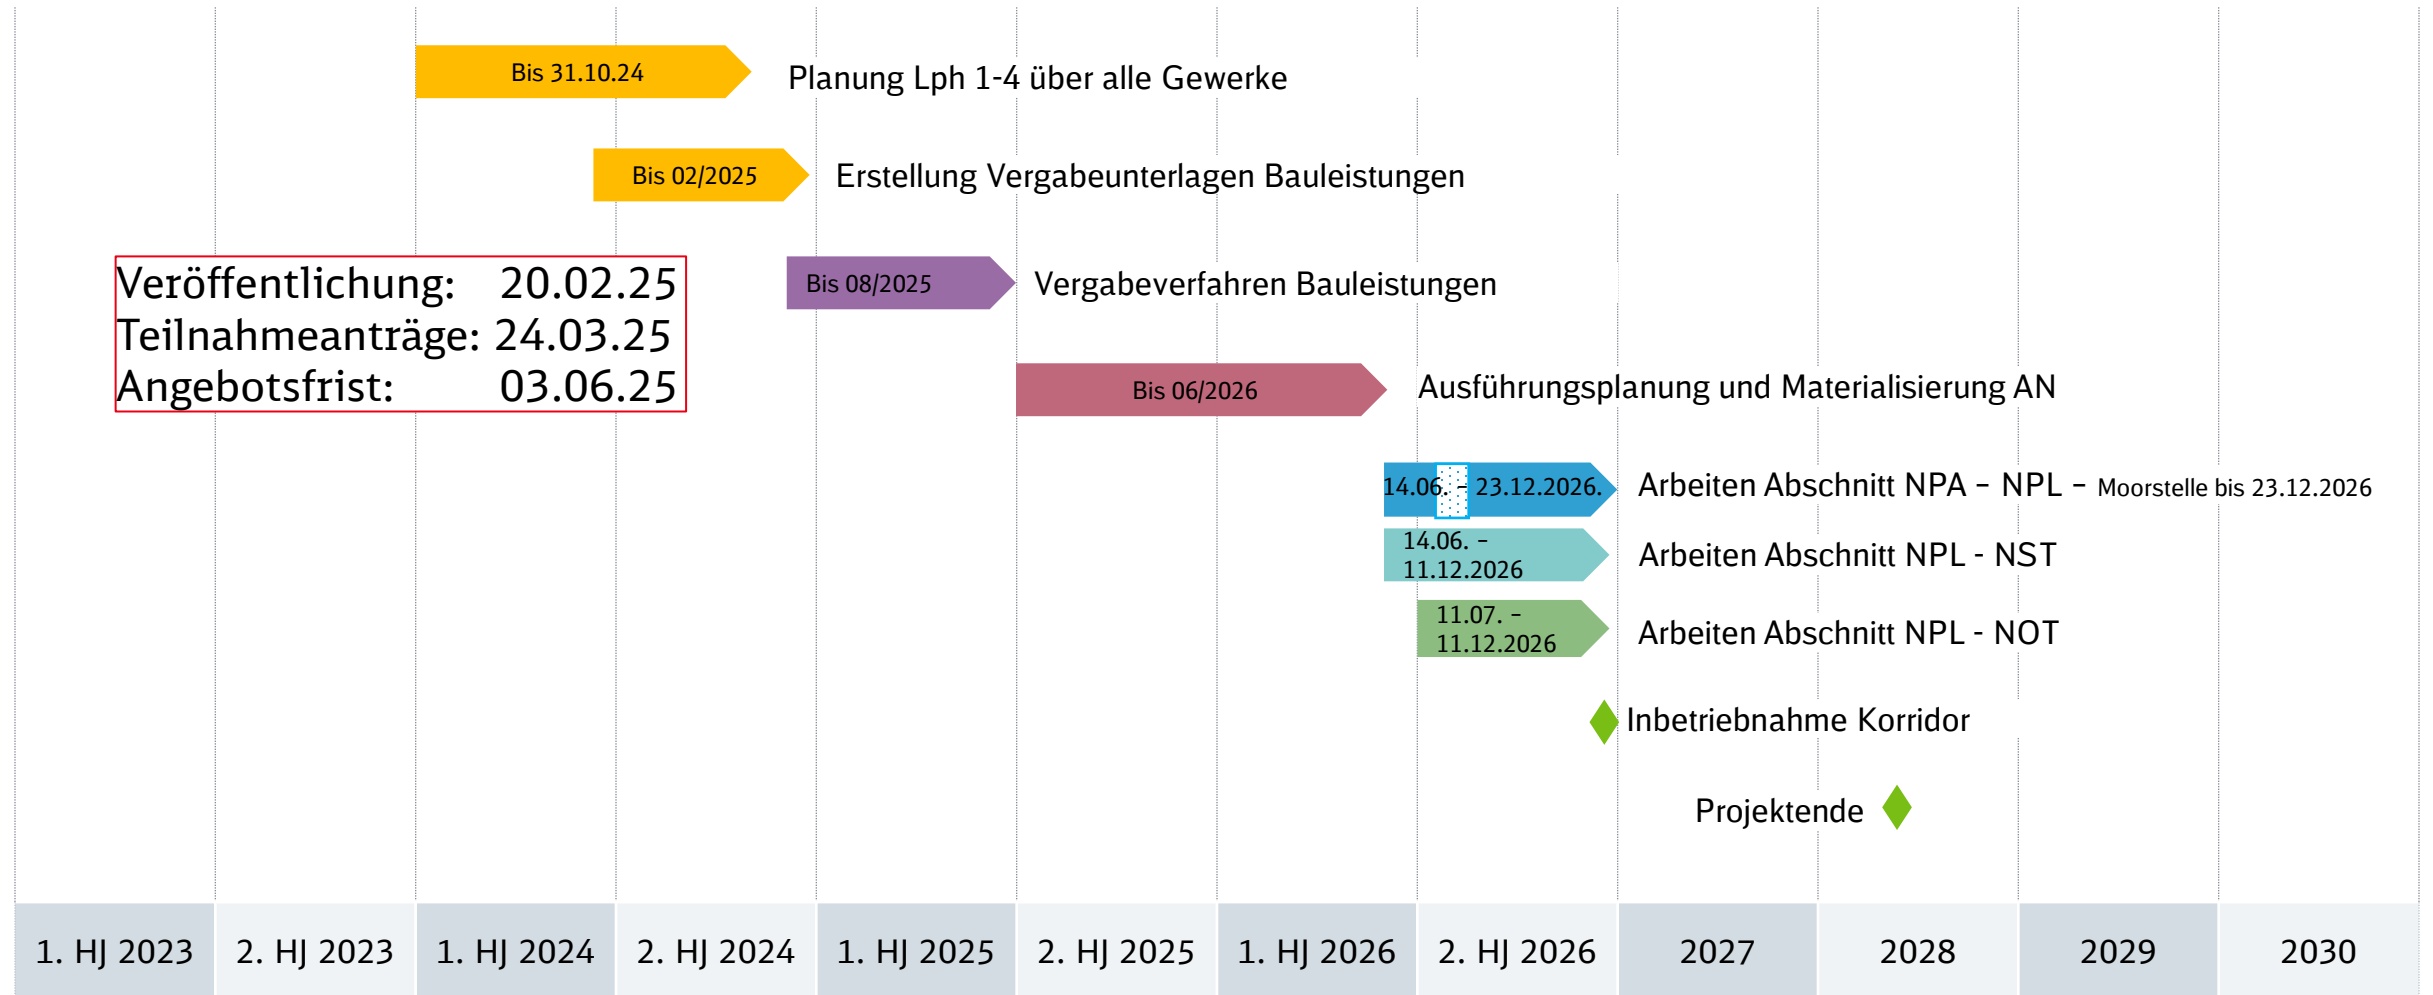 Bis 31.10.24
Planung Lph 1-4 über alle Gewerke
Bis 02/2025
Erstellung Vergabeunterlagen Bauleistungen
Veröffentlichung: 20.02.25
Teilnahmeanträge: 24.03.25
Angebotsfrist: 03.06.25
Bis 08/2025
Vergabeverfahren Bauleistungen
Bis 06/2026
Ausführungsplanung und Materialisierung AN
14.06. – 23.12.2026.
Arbeiten Abschnitt NPA – NPL – Moorstelle bis 23.12.2026
14.06. –
11.12.2026
Arbeiten Abschnitt NPL - NST
11.07. –
11.12.2026
Arbeiten Abschnitt NPL - NOT
Inbetriebnahme Korridor
Projektende
1. HJ 2023
2. HJ 2023
1. HJ 2024
2. HJ 2024
1. HJ 2025
2. HJ 2025
1. HJ 2026
2. HJ 2026
2027
2028
2029
2030